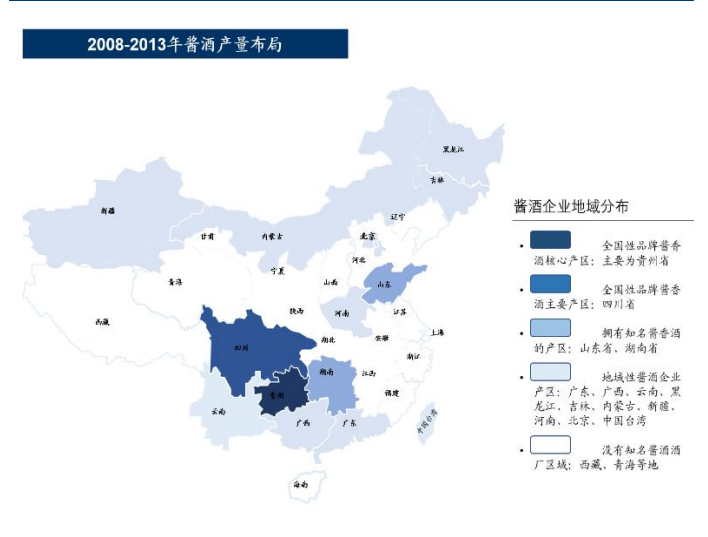 2008-2013年酱酒产量布局
黑龙江
吉林
新疆
辽宁
甘肃
内蒙古
北京
河北
宁夏
青海
山西
山东
陕西
河南
江苏
西藏
上海
四川
湖北
安徽
浙江
湖南
江西
贵州
福建
云南
广西
广东
中国台湾
海南
酱酒企业地域分布
• 全国性品牌酱香
酒核心产区：主要为贵州省
• 全国性品牌酱香
酒主要产区：四川省
• 拥有知名酱香酒
的产区：山东省、湖南省
• 地域性酱酒企业
产区：广东、广西、云南、黑
龙江、吉林、内蒙古、新疆、
河南、北京、中国台湾
• 没有知名酱酒酒
厂区域：西藏、青海等地